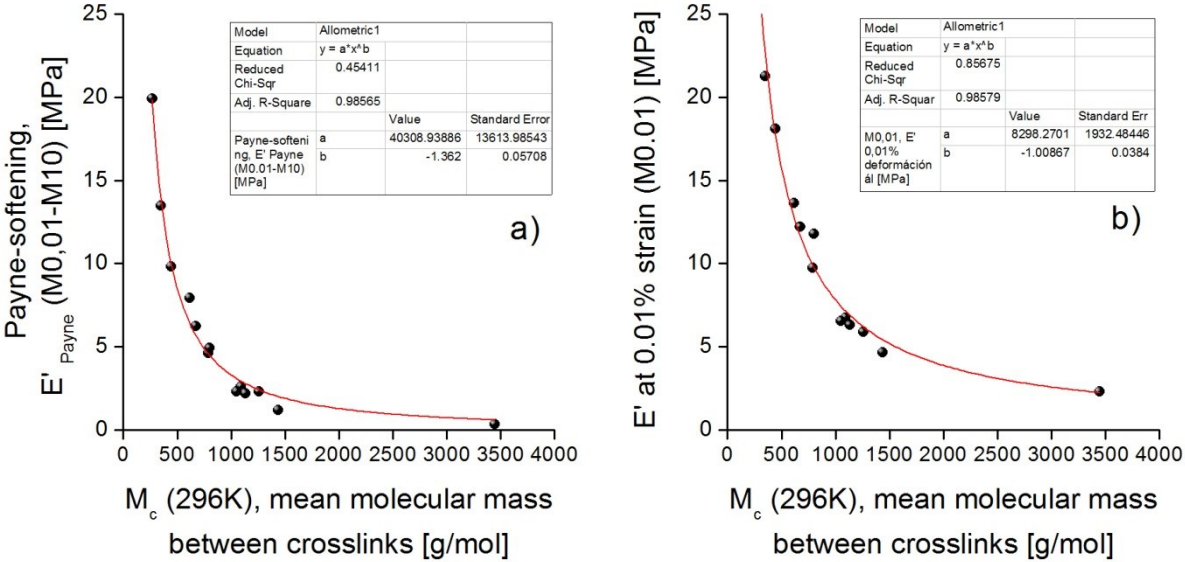 25
20
15
10
5
0
Payne-softening,
E' Payne (M0,01-M10) [MPa]
Model Allometric1
Equation y = a*x^b
Reduced
Chi-Sqr 0.45411
Adj. R-Square 0.98565
Value Standard Error
Payne-softeni
ng, E' Payne
(M0.01-M10)
[MPa]
a 40308.93886 13613.98543
b -1.362 0.05708
a)
0 500 1000 1500 2000 2500 3000 3500 4000
Mc (296K), mean molecular mass
between crosslinks [g/mol]
25
20
15
10
5
0
E' at 0.01% strain (M0.01) [MPa]
Model Allometric1
Equation y = a*x^b
Reduced
Chi-Sqr 0.85675
Adj. R-Squar 0.98579
Value Standard Err
M0,01, E'
0,01%
deformáción
ál [MPa]
a 8298.2701 1932.48446
b -1.00867 0.0384
b)
0 500 1000 1500 2000 2500 3000 3500 4000
Mc (296K), mean molecular mass
between crosslinks [g/mol]